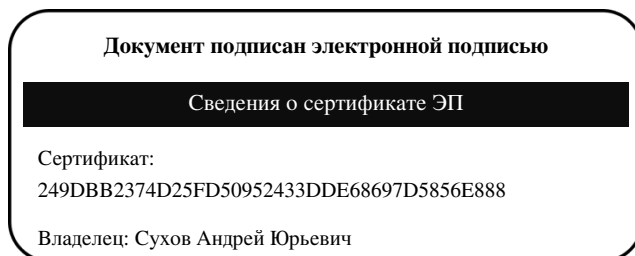 Документ подписан электронной подписью
Сведения о сертификате ЭП
Сертификат:
249DBB2374D25FD50952433DDE68697D5856E888
Владелец: Сухов Андрей Юрьевич